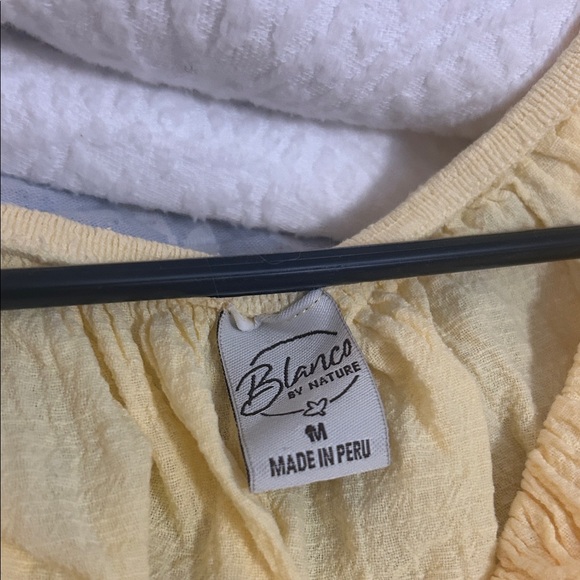 Blanco
BY NATURE
M
MADE IN PERU